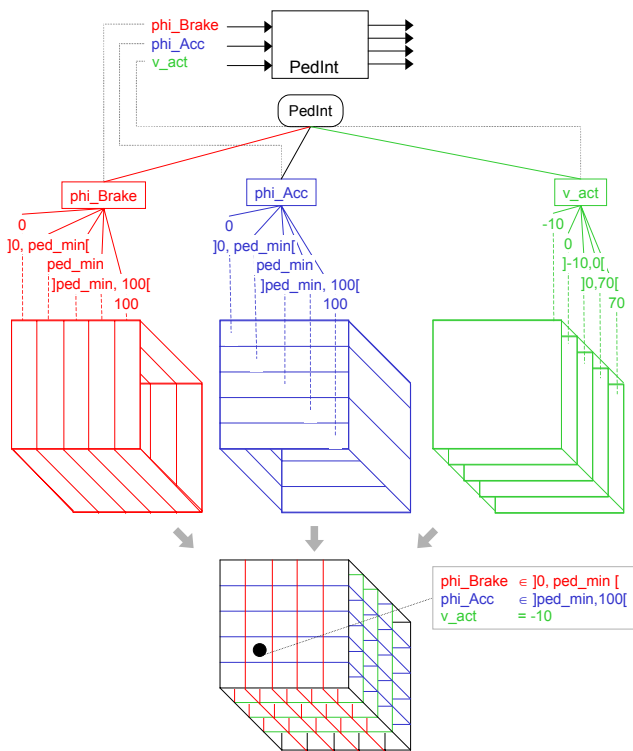 phi_Brake
phi_Acc
v_act
PedInt
PedInt
phi_Brake
phi_Acc
v_act
0
]0, ped_min[
ped_min
]ped_min, 100[
100
0
]0, ped_min[
ped_min
]ped_min, 100[
100
-10
0
]-10,0[
]0,70[
70
phi_Brake ∈ ]0, ped_min [
phi_Acc ∈ ]ped_min,100[
v_act = -10